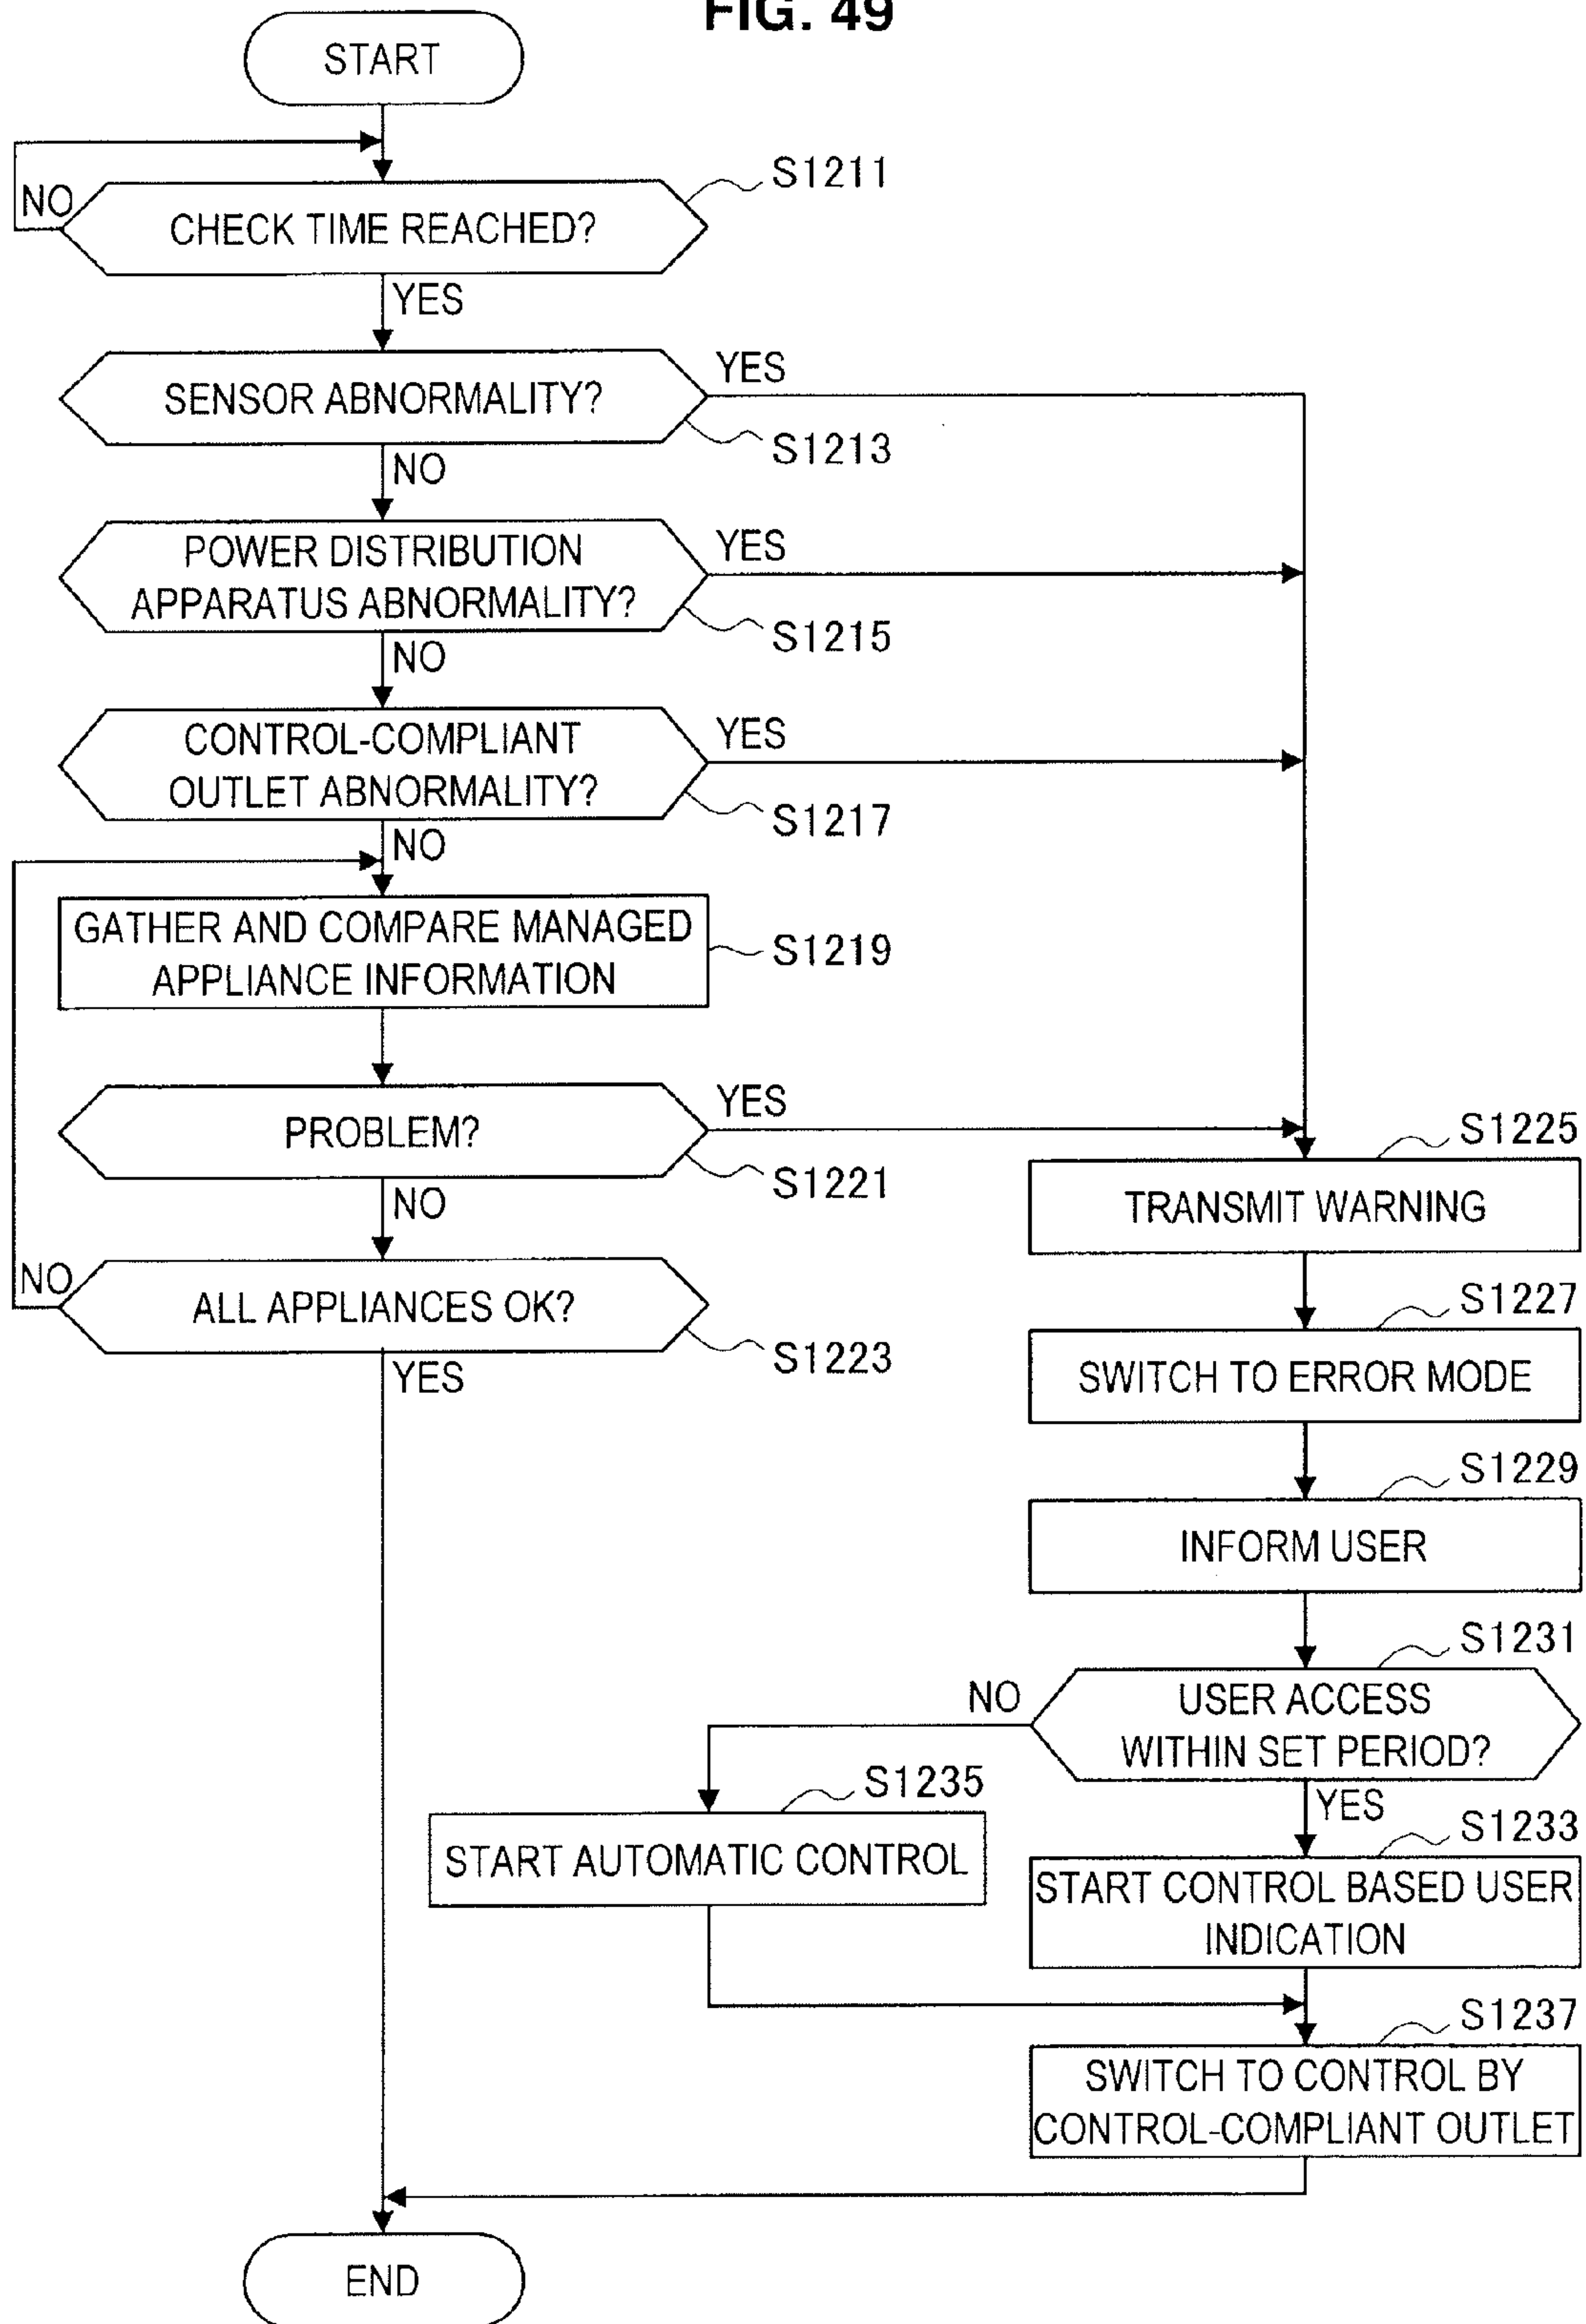 FIG. 49
START
S1211
NO
CHECK TIME REACHED?
YES
YES
SENSOR ABNORMALITY?
S1213
NO
YES
POWER DISTRIBUTION
APPARATUS ABNORMALITY?
S1215
NO
YES
CONTROL-COMPLIANT
OUTLET ABNORMALITY?
S1217
NO
GATHER AND COMPARE MANAGED
APPLIANCE INFORMATION
S1219
YES
PROBLEM?
S1221
NO
NO
ALL APPLIANCES OK?
S1223
YES
S1225
TRANSMIT WARNING
S1227
SWITCH TO ERROR MODE
S1229
INFORM USER
S1231
NO
USER ACCESS
WITHIN SET PERIOD?
YES
S1235
START AUTOMATIC CONTROL
S1233
START CONTROL BASED USER
INDICATION
S1237
SWITCH TO CONTROL BY
CONTROL-COMPLIANT OUTLET
END